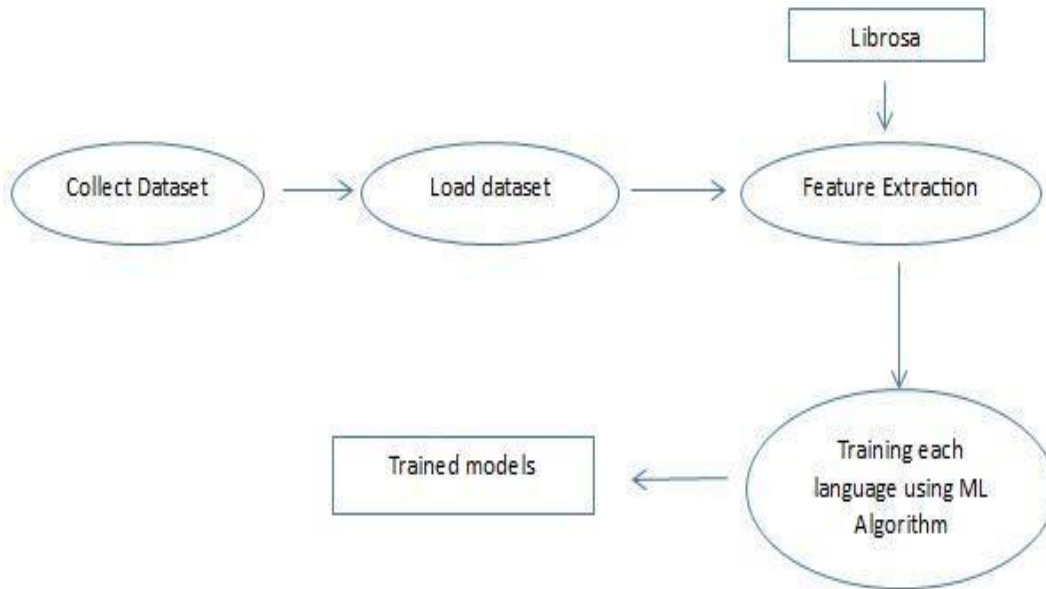 Librosa
Collect Dataset
Load dataset
Feature Extraction
Training each
language using ML
Algorithm
Trained models